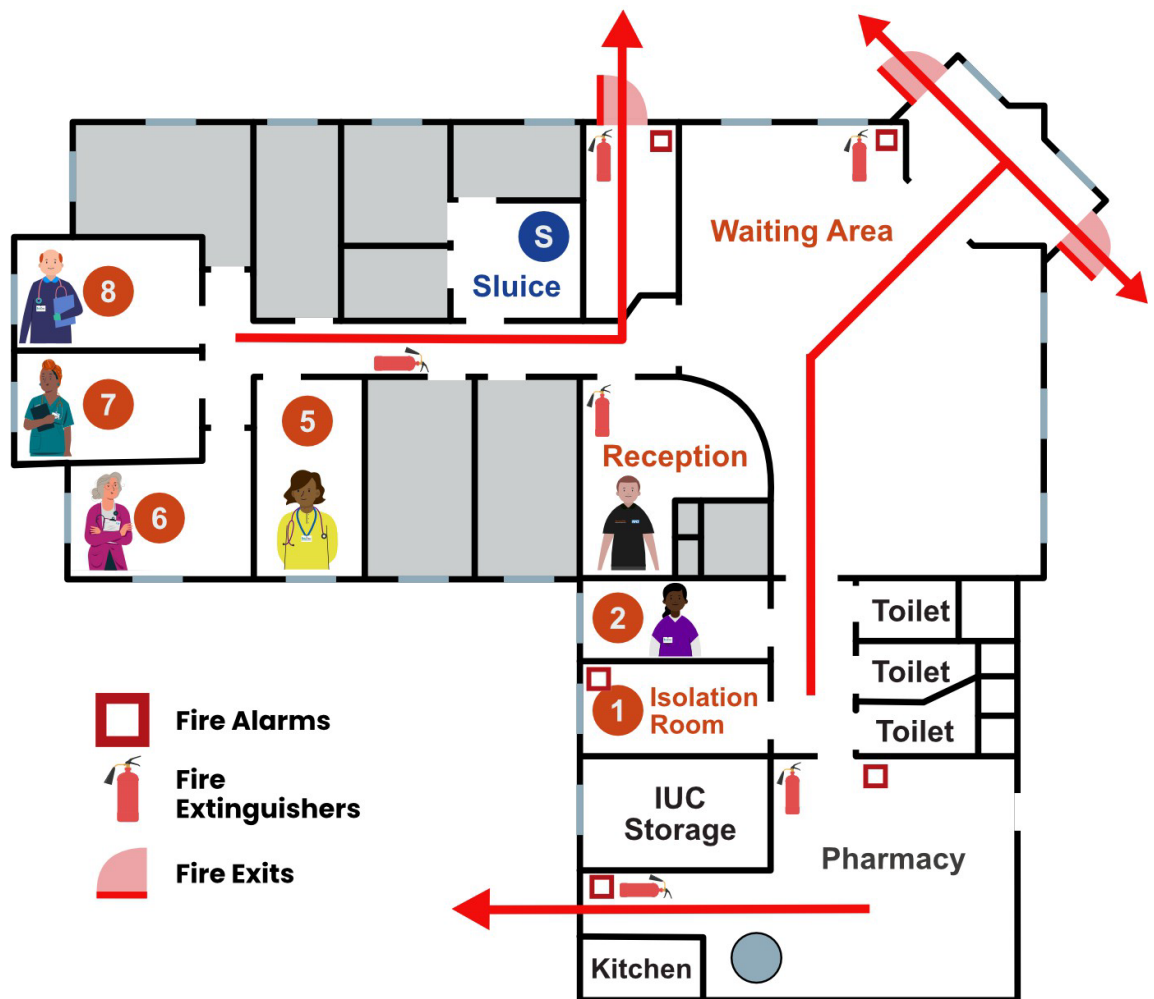 S
Waiting Area
Sluice
8
7
5
Reception
6
2
Toilet
Toilet
1
Isolation
Room
Toilet
Fire Alarms
Fire
Extinguishers
IUC
Storage
Pharmacy
Fire Exits
Kitchen